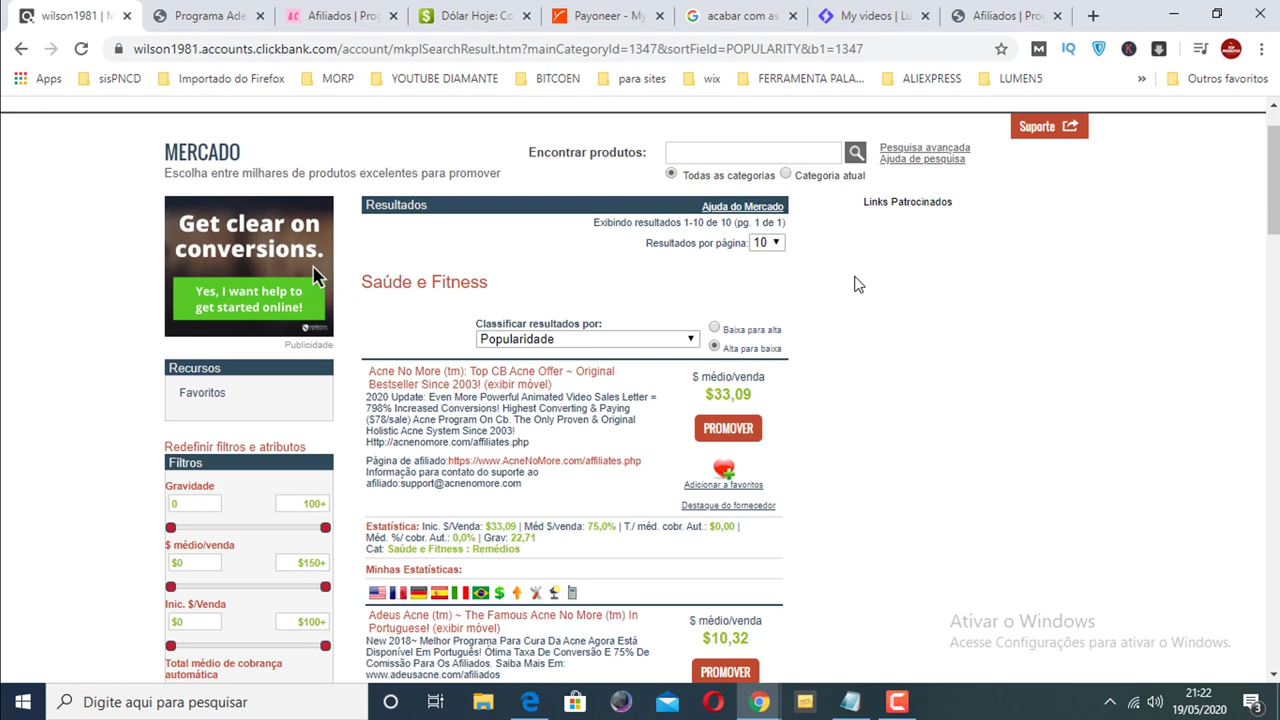 wilson1981 | M
Programa Ade
Afiliados | Prog
Dólar Hoje: Co
Payoneer - My
acabar com as
My videos | Lu
Afiliados | Prog
wilson1981.accounts.clickbank.com/account/mkplSearchResult.htm?mainCategoryId=1347&sortField=POPULARITY&b1=1347
Apps
sisPNCD
Importado do Firefox
MORP
YOUTUBE DIAMANTE
BITCOEN
para sites
wix
FERRAMENTA PALA...
ALIEXPRESS
LUMEN5
»
Outros favoritos
Suporte
MERCADO
Escolha entre milhares de produtos excelentes para promover
Encontrar produtos:
Pesquisa avançada
Ajuda de pesquisa
Todas as categorias
Categoria atual
Get clear on
conversions.
Yes, I want help to
get started online!
Publicidade
Recursos
Favoritos
Redefinir filtros e atributos
Filtros
Gravidade
0
100+
$ médio/venda
$0
$150+
Inic. $/Venda
$0
$100+
Total médio de cobrança
automática
Resultados
Ajuda do Mercado
Exibindo resultados 1-10 de 10 (pg. 1 de 1)
Resultados por página: 10
Links Patrocinados
Saúde e Fitness
Classificar resultados por:
Popularidade
Baixa para alta
Alta para baixa
Acne No More (tm): Top CB Acne Offer ~ Original
Bestseller Since 2003! (exibir móvel)
2020 Update: Even More Powerful Animated Video Sales Letter =
798% Increased Conversions! Highest Converting & Paying
($78/sale) Acne Program On Cb. The Only Proven & Original
Holistic Acne System Since 2003!
Http://acnenomore.com/affiliates.php
Página de afiliado:https://www.AcneNoMore.com/affiliates.php
Informação para contato do suporte ao
afiliado:support@acnenomore.com
$ médio/venda
$33,09
PROMOVER
Adicionar a favoritos
Destaque do fornecedor
Estatística: Inic. $/Venda: $33,09 | Méd $/venda: 75,0% | T./ méd. cobr. Aut.: $0,00 |
Méd. %/ cobr. Aut.: 0,0% | Grav: 22,71
Cat: Saúde e Fitness : Remédios
Minhas Estatísticas:
Adeus Acne (tm) ~ The Famous Acne No More (tm) In
Portuguese! (exibir móvel)
New 2018~ Melhor Programa Para Cura Da Acne Agora Está
Disponível Em Português! Ótima Taxa De Conversão E 75% De
Comissão Para Os Afiliados. Saiba Mais Em:
www.adeusacne.com/afiliados
$ médio/venda
$10,32
PROMOVER
Ativar o Windows
Acesse Configurações para ativar o Windows.
Digite aqui para pesquisar
21:22
19/05/2020
3